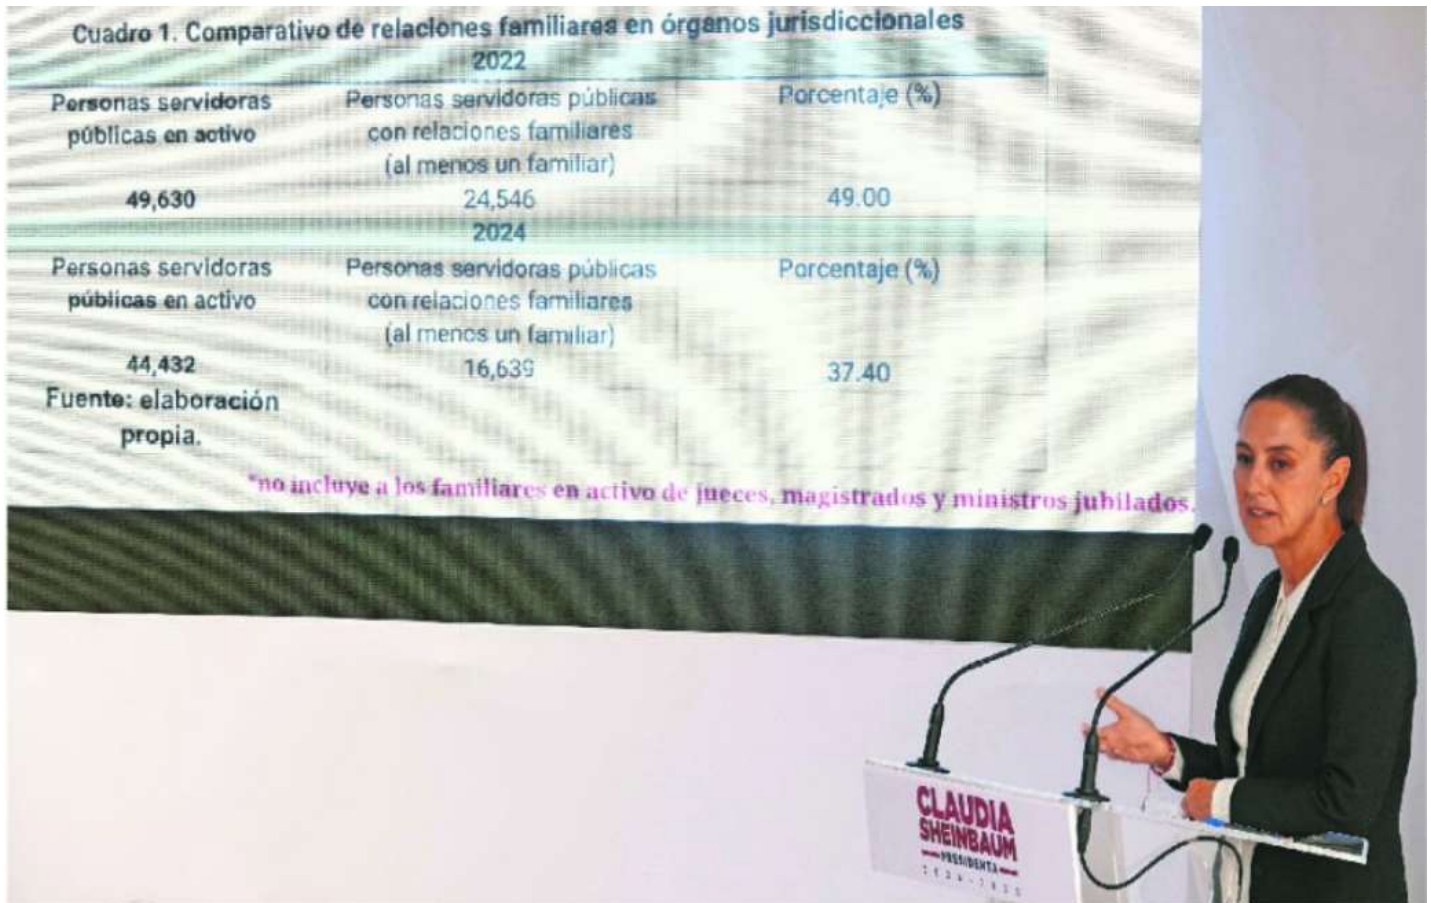 Cuadro 1. Comparativo de relaciones familiares en órganos jurisdiccionales
2022
Personas servidoras públicas en activo
Personas servidoras públicas con relaciones familiares (al menos un familiar)
Porcentaje (%)
49,630
24,546
49.00
2024
Personas servidoras públicas en activo
Personas servidoras públicas con relaciones familiares (al menos un familiar)
Porcentaje (%)
44,432
16,639
37.40
Fuente: elaboración
propia.
*no incluye a los familiares en activo de jueces, magistrados y ministros jubilados.
CLAUDIA
SHEINBAUM
PRESIDENTA